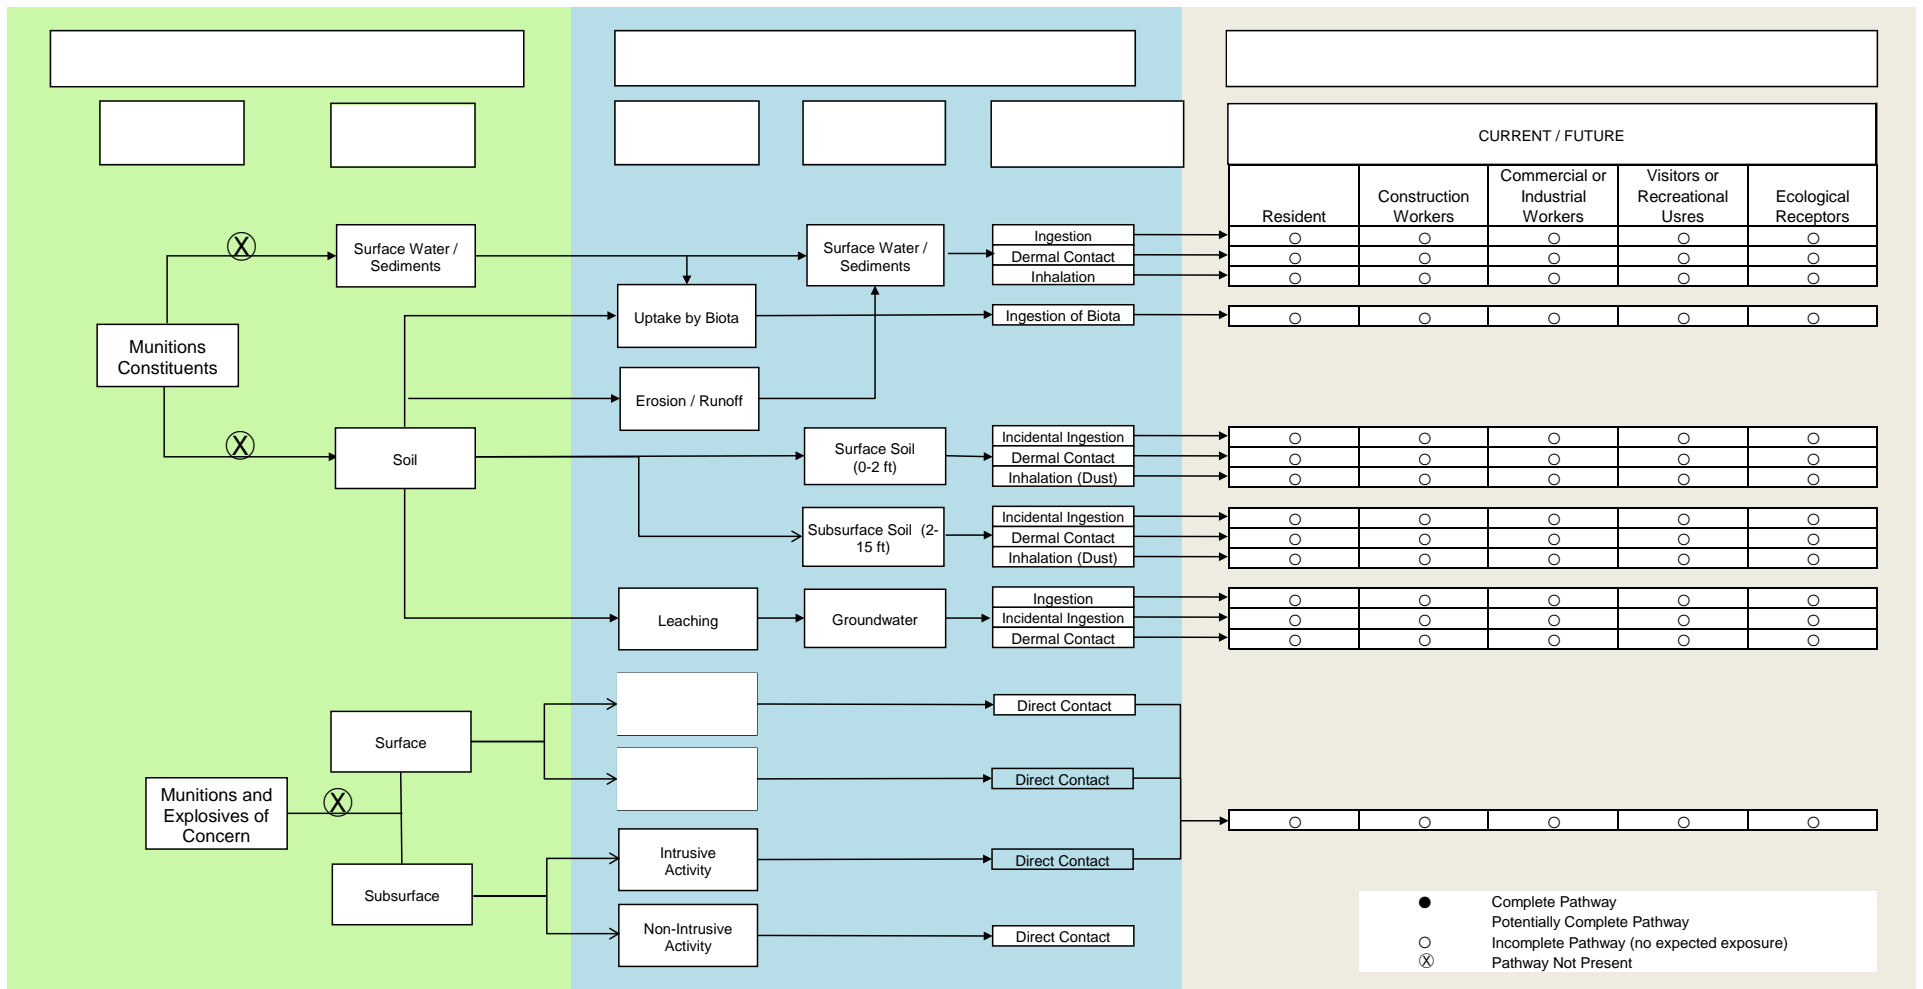 CURRENT / FUTURE
Resident
Construction
Workers
Commercial or
Industrial
Workers
Visitors or
Recreational
Usres
Ecological
Receptors
X
Surface Water /
Sediments
Surface Water /
Sediments
Ingestion
Dermal Contact
Inhalation
Uptake by Biota
Ingestion of Biota
Munitions
Constituents
Erosion / Runoff
X
Soil
Surface Soil
(0-2 ft)
Incidental Ingestion
Dermal Contact
Inhalation (Dust)
Subsurface Soil (2-
15 ft)
Incidental Ingestion
Dermal Contact
Inhalation (Dust)
Leaching
Groundwater
Ingestion
Incidental Ingestion
Dermal Contact
Direct Contact
Surface
Direct Contact
Munitions and
Explosives of
Concern
X
Intrusive
Activity
Direct Contact
Subsurface
Non-Intrusive
Activity
Direct Contact
Complete Pathway
Potentially Complete Pathway
Incomplete Pathway (no expected exposure)
X Pathway Not Present